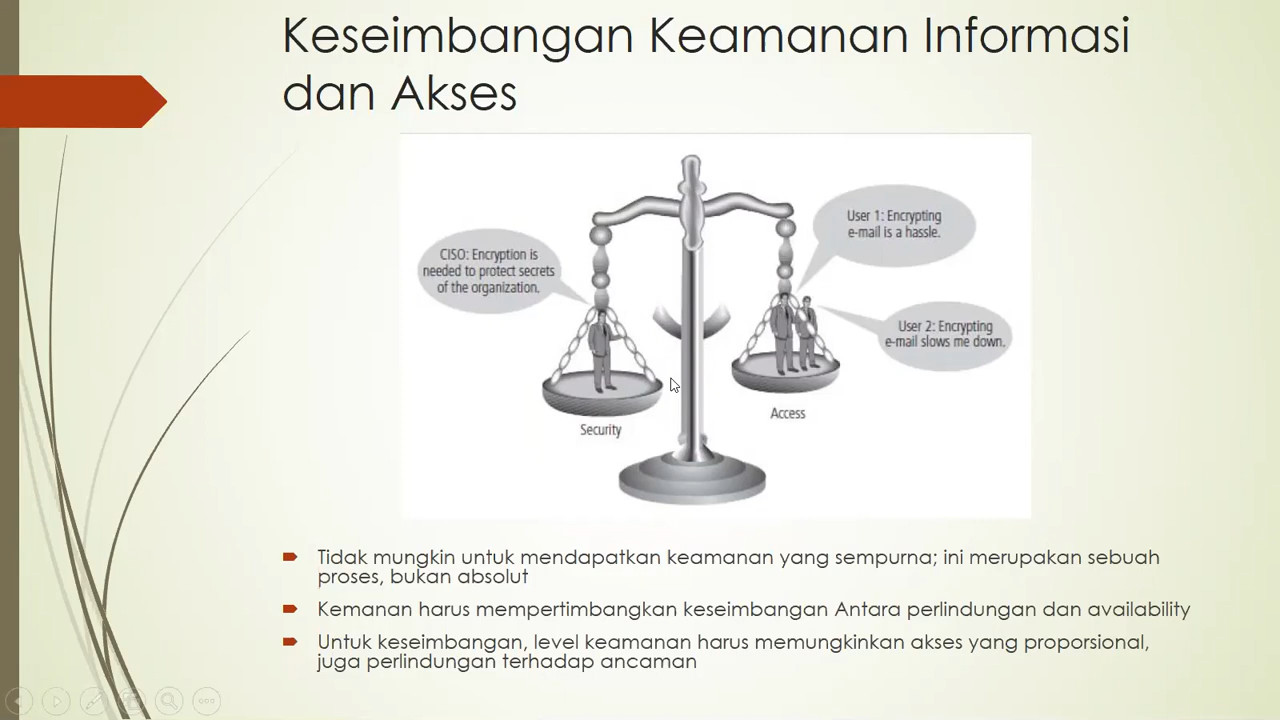 Keseimbangan Keamanan Informasi
dan Akses
CISO: Encryption is
needed to protect secrets
of the organization.
User 1: Encrypting
e-mail is a hassle.
User 2: Encrypting
e-mail slows me down.
Security
Access
Tidak mungkin untuk mendapatkan keamanan yang sempurna; ini merupakan sebuah
proses, bukan absolut
Kemanan harus mempertimbangkan keseimbangan Antara perlindungan dan availability
Untuk keseimbangan, level keamanan harus memungkinkan akses yang proporsional,
juga perlindungan terhadap ancaman